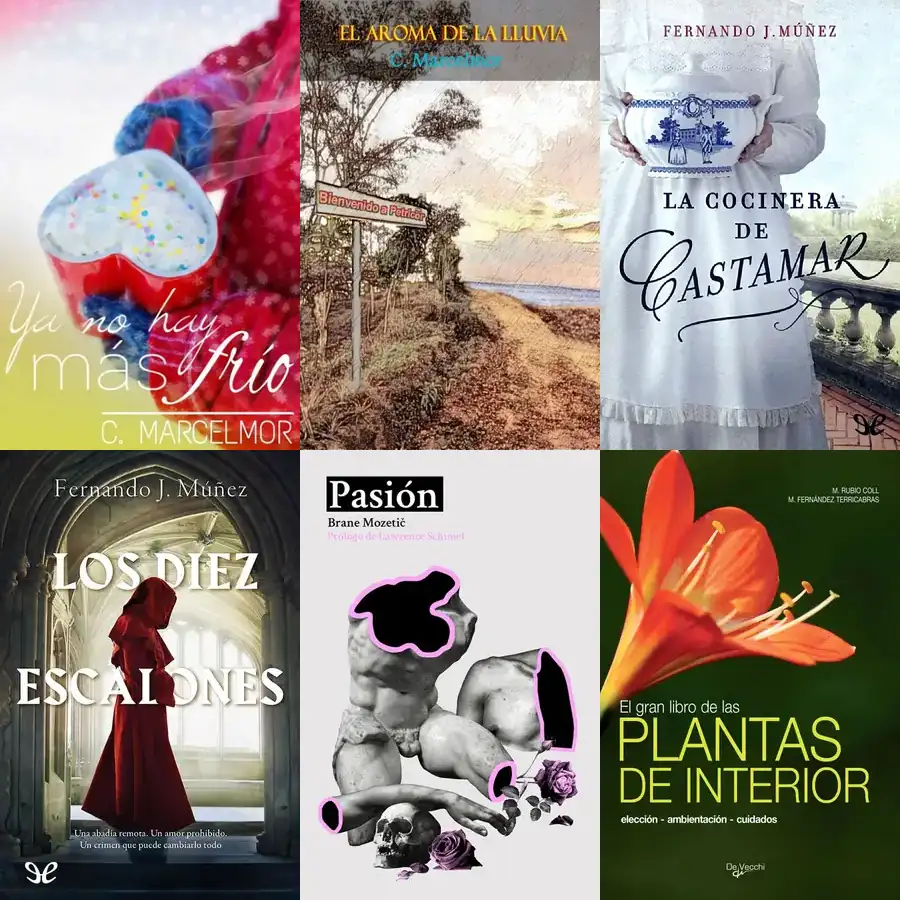 Ya no hay
más frío
C. MARCELMOR
EL AROMA DE LA LLUVIA
C. Marcelmor
Bienvenido a Petricor
FERNANDO J. MÚÑEZ
LA COCINERA
DE
CASTAMAR
Fernando J. Múñez
LOS DIEZ
ESCALONES
Una abadía remota. Un amor prohibido.
Un crimen que puede cambiarlo todo
Pasión
Brane Mozetič
Prólogo de Lawrence Schimel
M. RUBIO COLL
M. FERNÁNDEZ TERRICABRAS
El gran libro de las
PLANTAS
DE INTERIOR
elección - ambientación - cuidados
De Vecchi